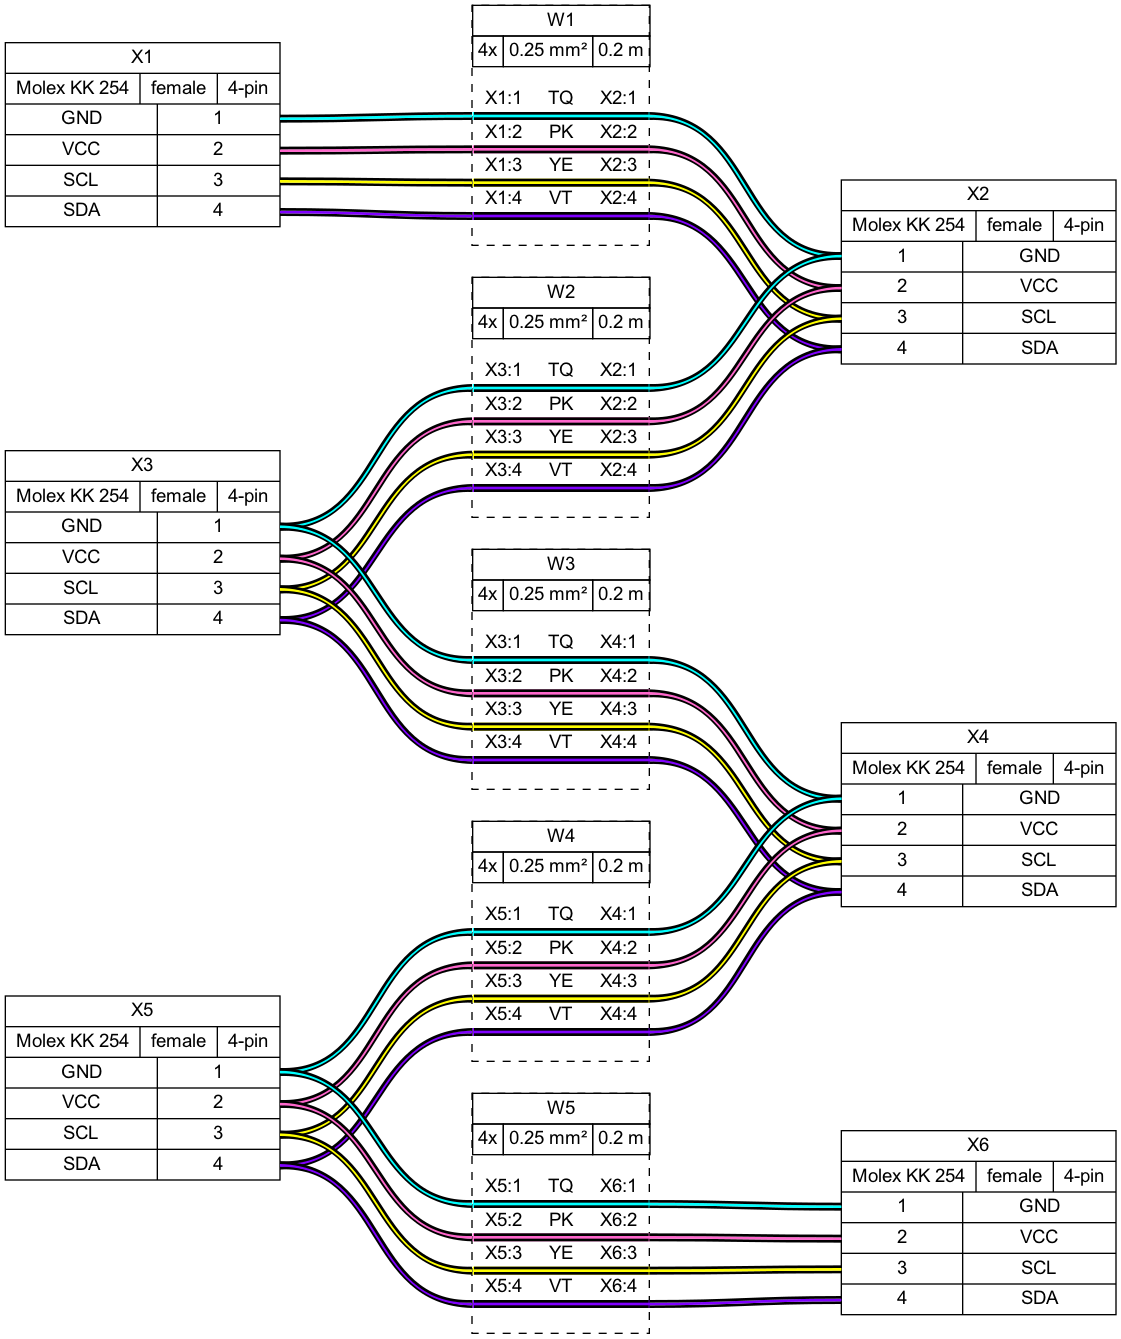 X1
Molex KK 254 female 4-pin
GND 1
VCC 2
SCL 3
SDA 4
W1
4x 0.25 mm² 0.2 m
X1:1 TQ X2:1
X1:2 PK X2:2
X1:3 YE X2:3
X1:4 VT X2:4
X2
Molex KK 254 female 4-pin
1 GND
2 VCC
3 SCL
4 SDA
W2
4x 0.25 mm² 0.2 m
X3:1 TQ X2:1
X3:2 PK X2:2
X3:3 YE X2:3
X3:4 VT X2:4
X3
Molex KK 254 female 4-pin
GND 1
VCC 2
SCL 3
SDA 4
W3
4x 0.25 mm² 0.2 m
X3:1 TQ X4:1
X3:2 PK X4:2
X3:3 YE X4:3
X3:4 VT X4:4
X4
Molex KK 254 female 4-pin
1 GND
2 VCC
3 SCL
4 SDA
W4
4x 0.25 mm² 0.2 m
X5:1 TQ X4:1
X5:2 PK X4:2
X5:3 YE X4:3
X5:4 VT X4:4
X5
Molex KK 254 female 4-pin
GND 1
VCC 2
SCL 3
SDA 4
W5
4x 0.25 mm² 0.2 m
X5:1 TQ X6:1
X5:2 PK X6:2
X5:3 YE X6:3
X5:4 VT X6:4
X6
Molex KK 254 female 4-pin
1 GND
2 VCC
3 SCL
4 SDA